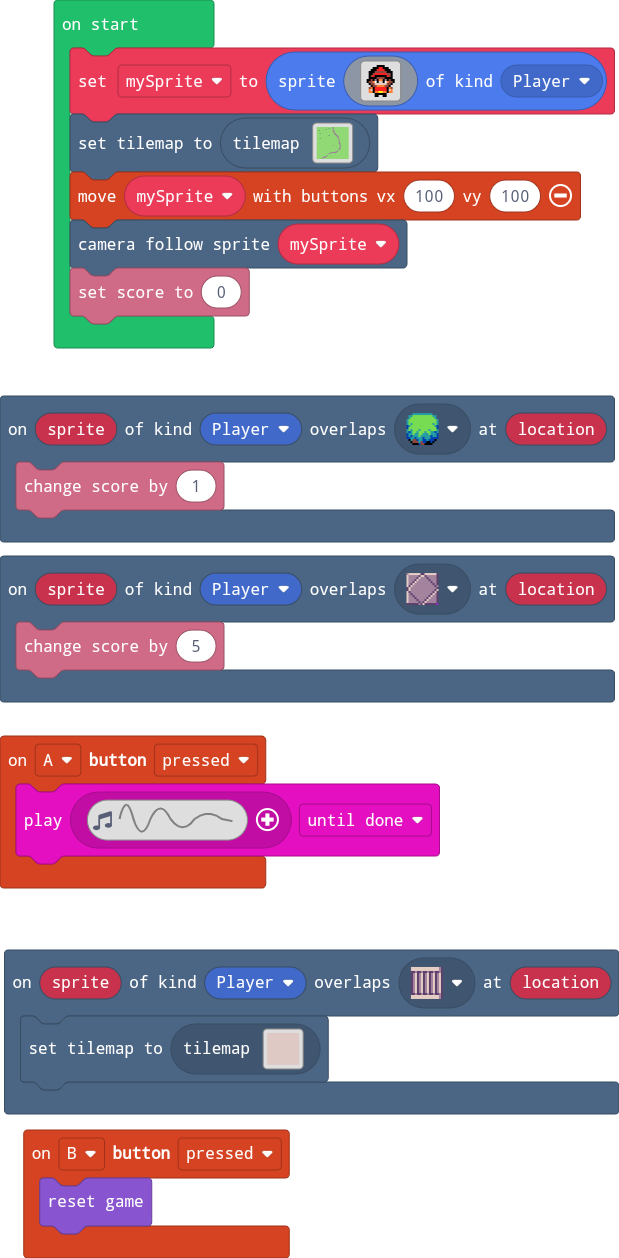 on start
set mySprite to sprite of kind Player
set tilemap to tilemap
move mySprite with buttons vx 100 vy 100
camera follow sprite mySprite
set score to 0
on sprite of kind Player overlaps at location
change score by 1
on sprite of kind Player overlaps at location
change score by 5
on A button pressed
play until done
on sprite of kind Player overlaps at location
set tilemap to tilemap
on B button pressed
reset game